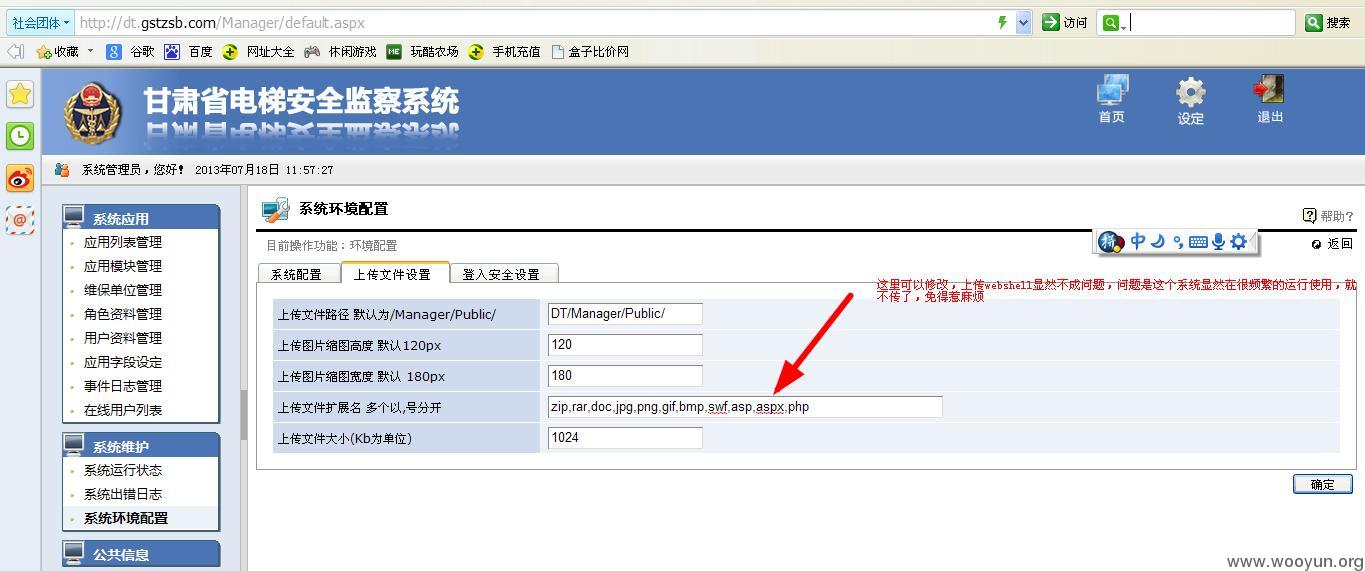 社会团体 http://dt.gstzsb.com/Manager/default.aspx 访问 搜索
收藏 谷歌 百度 网址大全 休闲游戏 ME 玩酷农场 手机充值 盒子比价网
甘肃省电梯安全监察系统
首页 设定 退出
系统管理员，您好！ 2013年07月18日 11:57:27
系统应用
应用列表管理
应用模块管理
维保单位管理
角色资料管理
用户资料管理
应用字段设定
事件日志管理
在线用户列表
系统维护
系统运行状态
系统出错日志
系统环境配置
公共信息
系统环境配置
帮助?
目前操作功能：环境配置
拼 中
返回
系统配置 上传文件设置 登入安全设置
这里可以修改，上传webshell显然不成问题，问题是这个系统显然在很频繁的运行使用，就
不传了，免得惹麻烦
上传文件路径 默认为/Manager/Public/ DT/Manager/Public/
上传图片缩图高度 默认120px 120
上传图片缩图宽度 默认 180px 180
上传文件扩展名 多个以,号分开 zip,rar,doc,jpg,png,gif,bmp,swf,asp,aspx,php
上传文件大小(Kb为单位) 1024
确定
www.wooyun.org